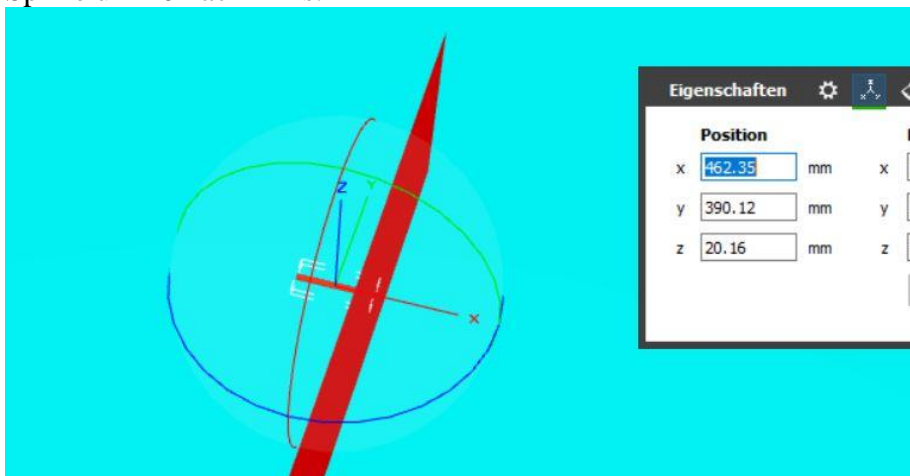 Eigenschaften
Position
x 462.35 mm x
y 390.12 mm y
z 20.16 mm z
Z Y
X